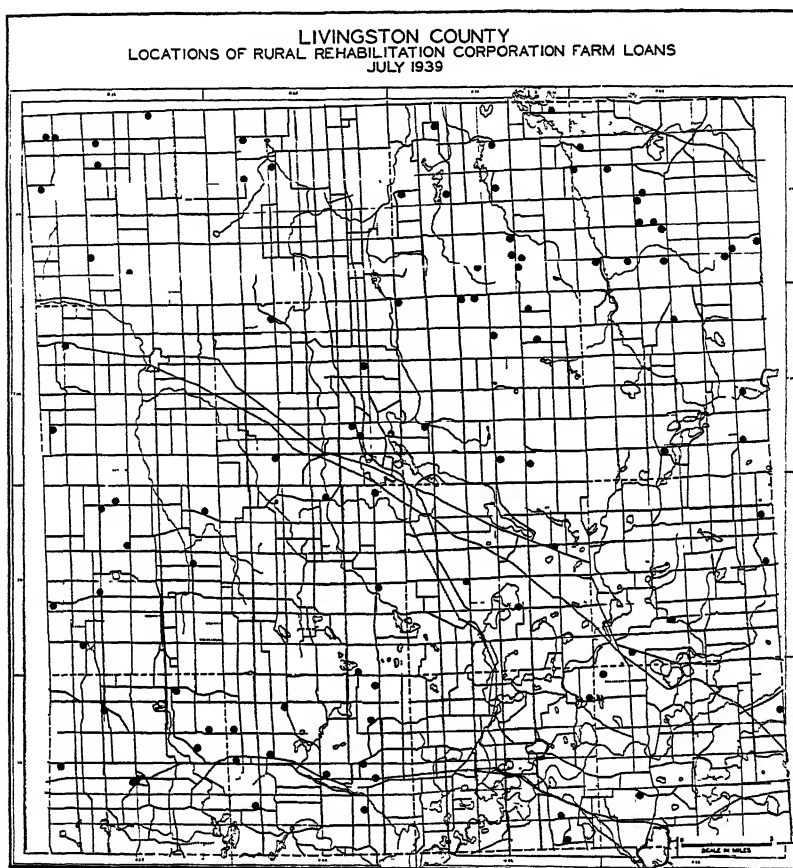 LIVINGSTON COUNTY
LOCATIONS OF RURAL REHABILITATION CORPORATION FARM LOANS
JULY 1939
SCALE IN MILES